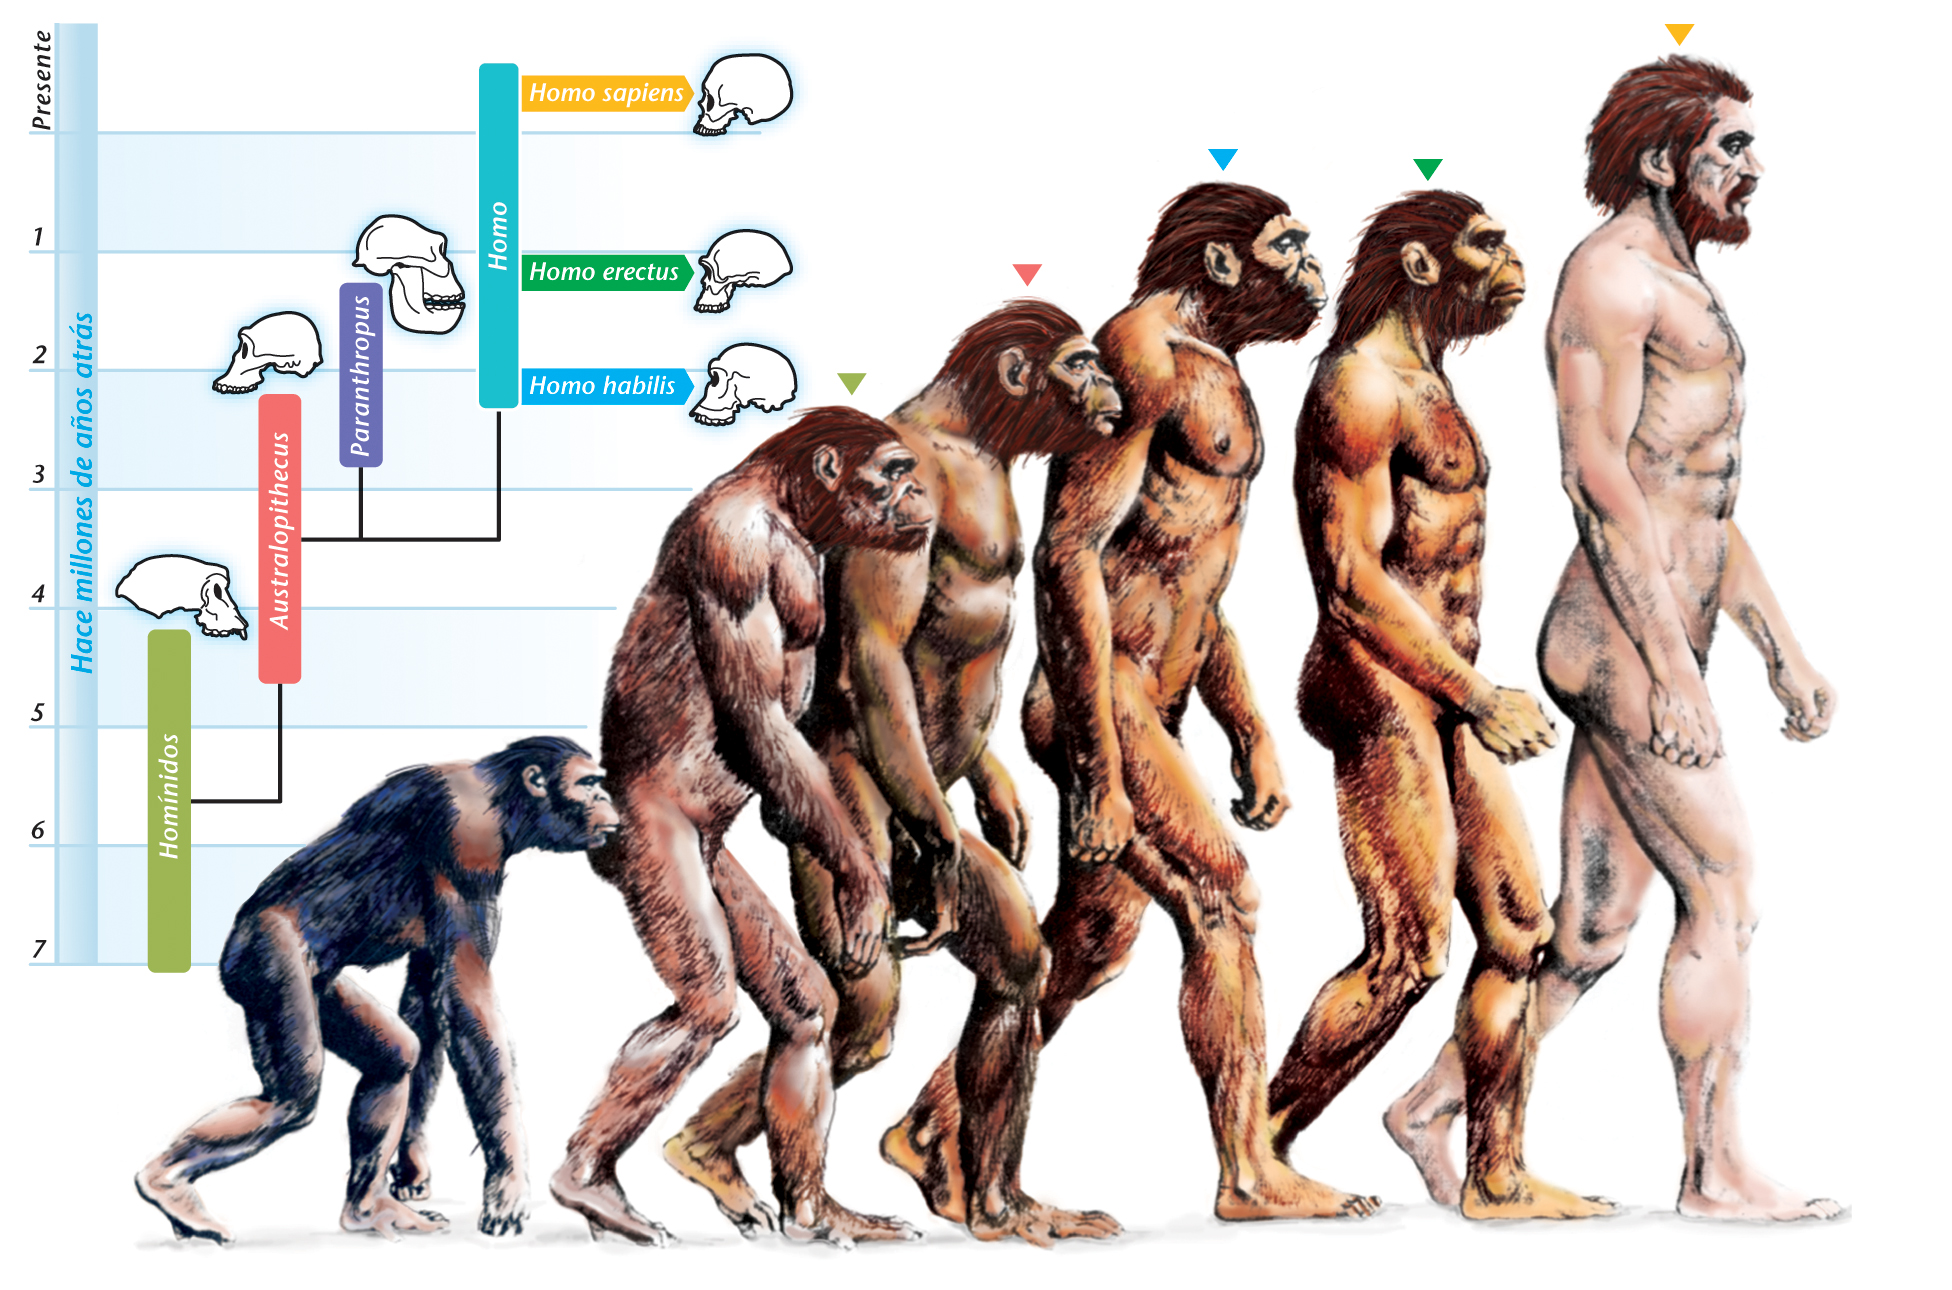 Presente
1
2
3
4
5
6
7
Hace millones de años atrás
Homínidos
Australopithecus
Paranthropus
Homo
Homo sapiens
Homo erectus
Homo habilis